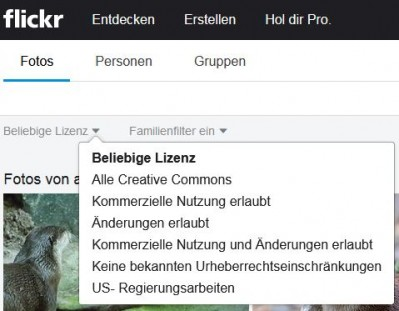 flickr Entdecken Erstellen Hol dir Pro.
Fotos Personen Gruppen
Beliebige Lizenz Familienfilter ein
Beliebige Lizenz
Alle Creative Commons
Fotos von a
Kommerzielle Nutzung erlaubt
Änderungen erlaubt
Kommerzielle Nutzung und Änderungen erlaubt
Keine bekannten Urheberrechtseinschränkungen
US- Regierungsarbeiten